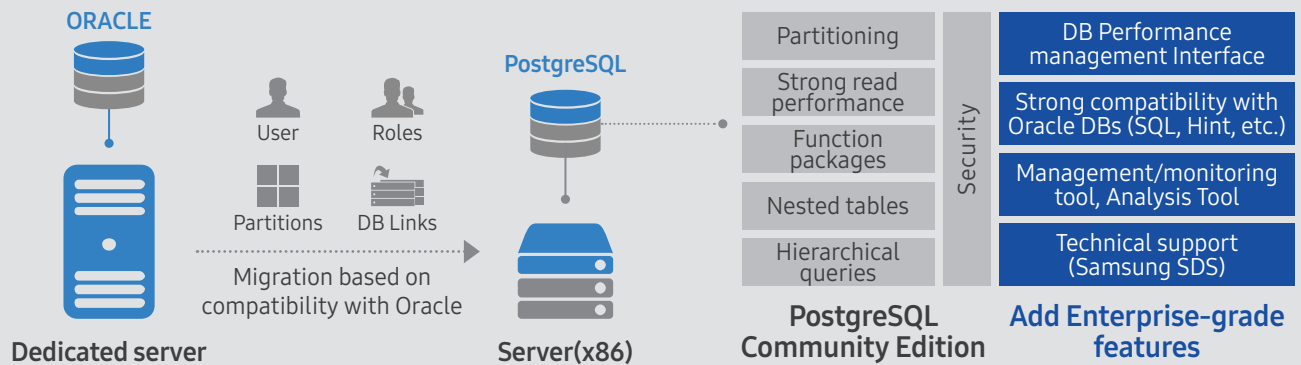 ORACLE
User
Roles
Partitions
DB Links
Migration based on
compatibility with Oracle
Dedicated server
PostgreSQL
Server(x86)
Partitioning
Strong read
performance
Function
packages
Nested tables
Hierarchical
queries
Security
PostgreSQL
Community Edition
DB Performance
management Interface
Strong compatibility with
Oracle DBs (SQL, Hint, etc.)
Management/monitoring
tool, Analysis Tool
Technical support
(Samsung SDS)
Add Enterprise-grade
features